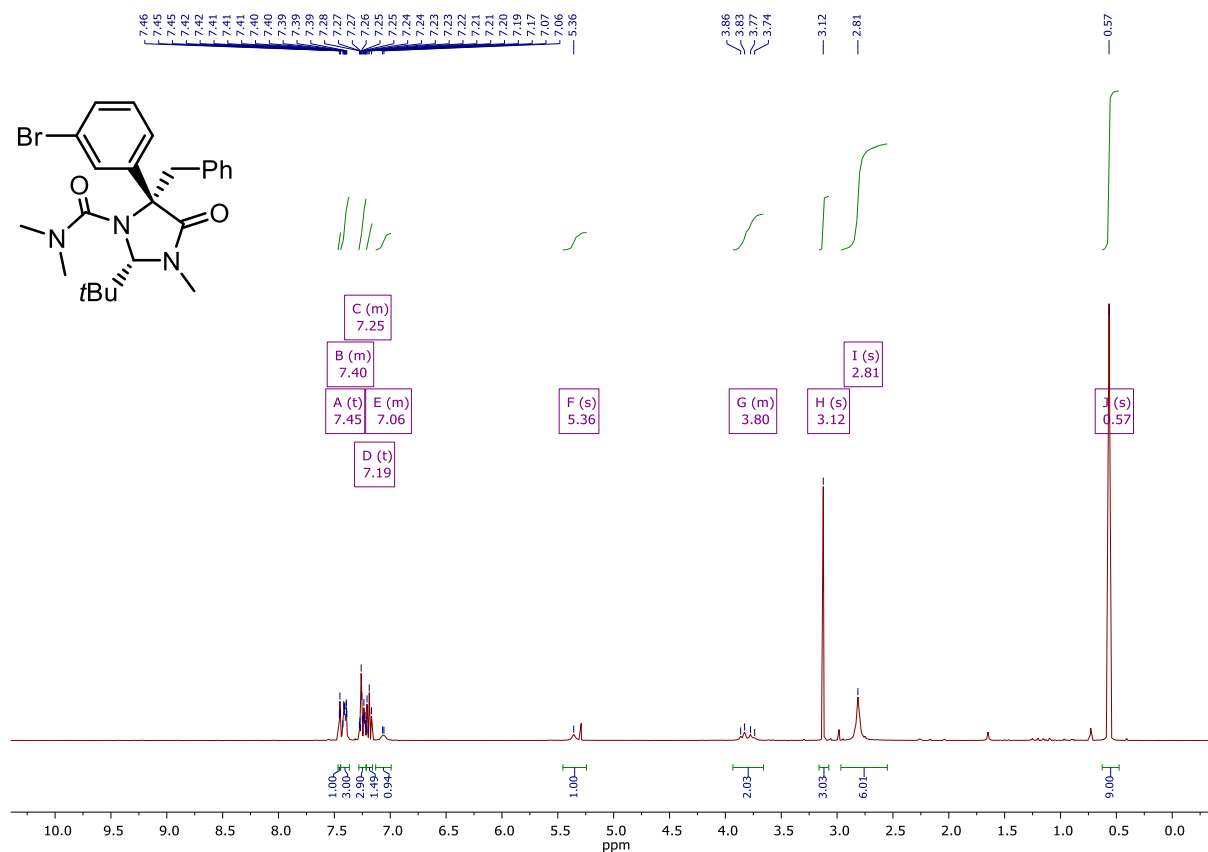 7.46 7.45 7.45 7.42 7.42 7.41 7.41 7.41 7.40 7.40 7.39 7.39 7.39 7.28 7.27 7.27 7.26 7.25 7.25 7.24 7.24 7.23 7.23 7.22 7.21 7.21 7.20 7.19 7.17 7.07 7.06 5.36 3.86 3.83 3.77 3.74 3.12 2.81 0.57
Br
Ph
O
N
O
N
N
tBu
C (m)
7.25
B (m)
7.40
I (s)
2.81
A (t)
7.45
E (m)
7.06
F (s)
5.36
G (m)
3.80
H (s)
3.12
J (s)
0.57
D (t)
7.19
1.00 3.00 2.90 1.49 0.94 1.00 2.03 3.03 6.01 9.00
10.0 9.5 9.0 8.5 8.0 7.5 7.0 6.5 6.0 5.5 5.0 4.5 4.0 3.5 3.0 2.5 2.0 1.5 1.0 0.5 0.0
ppm